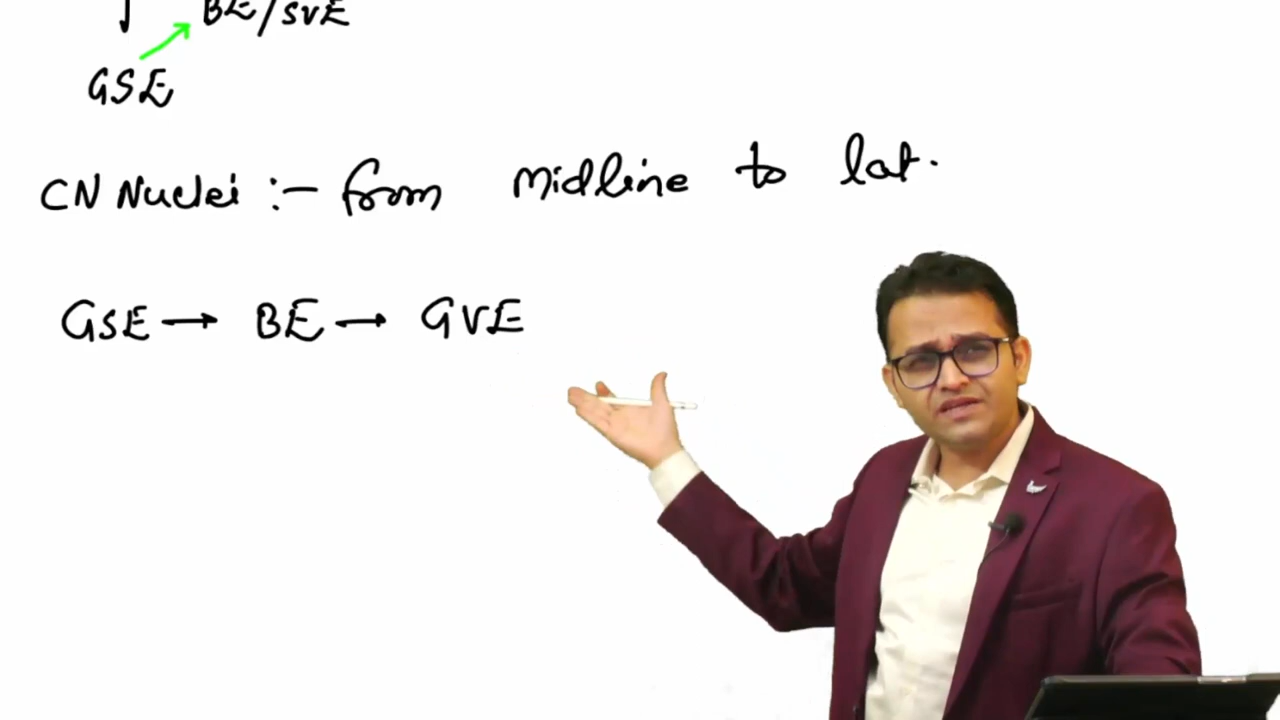 ↓ BE/SVE
GSE
CN Nuclei :- from midline to lat.
GSE → BE → GVE